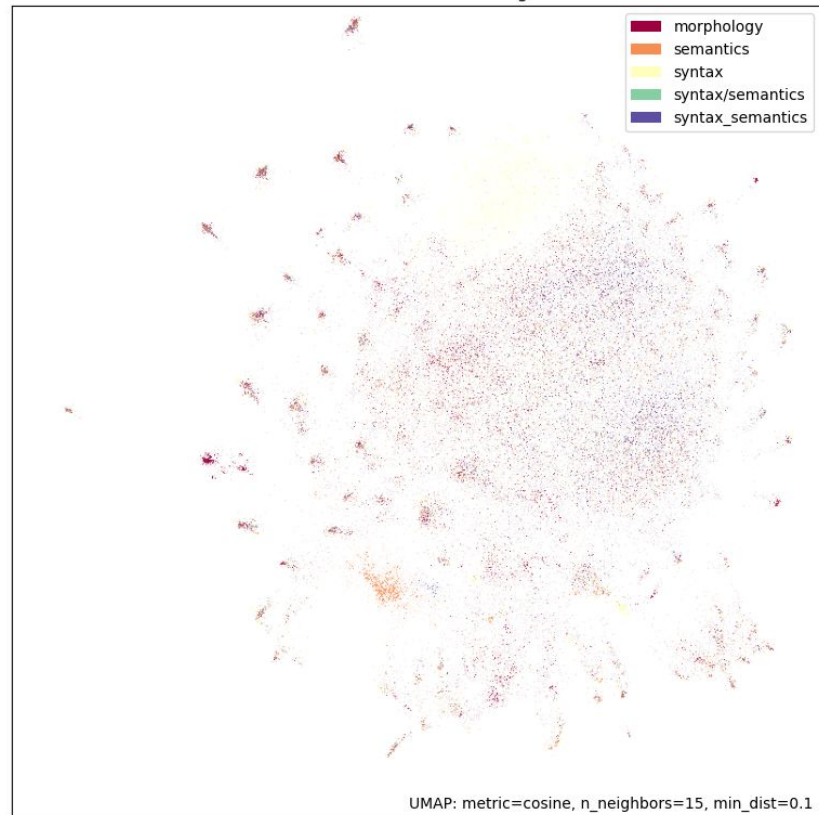 morphology
semantics
syntax
syntax/semantics
syntax_semantics
UMAP: metric=cosine, n_neighbors=15, min_dist=0.1